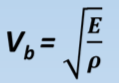 V_b = √(E/ρ)